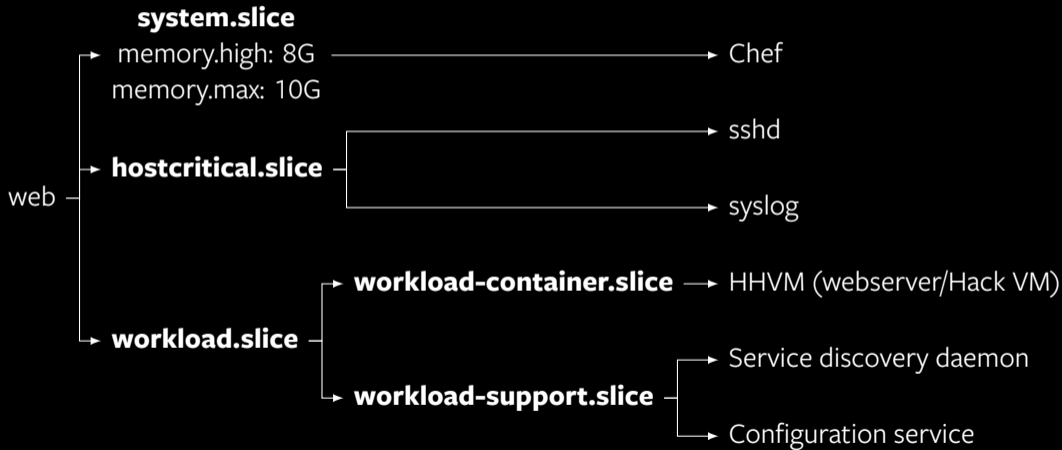 system.slice
memory.high: 8G
memory.max: 10G
Chef
sshd
hostcritical.slice
web
syslog
workload-container.slice
HHVM (webserver/Hack VM)
workload.slice
Service discovery daemon
workload-support.slice
Configuration service